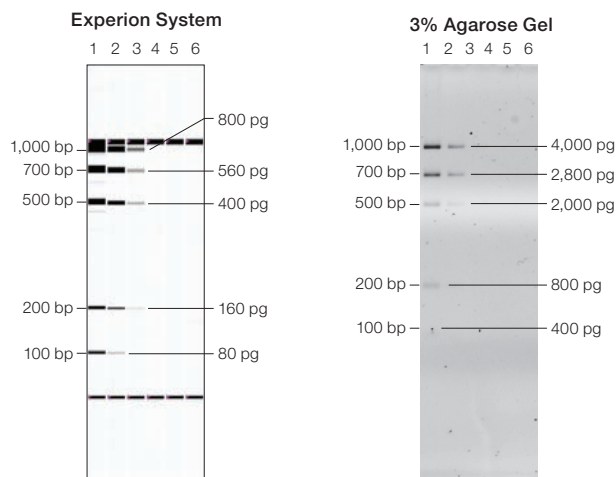 Experion System
1 2 3 4 5 6
800 pg
1,000 bp
700 bp
560 pg
500 bp
400 pg
200 bp
160 pg
100 bp
80 pg
3% Agarose Gel
1 2 3 4 5 6
1,000 bp
4,000 pg
700 bp
2,800 pg
500 bp
2,000 pg
200 bp
800 pg
100 bp
400 pg